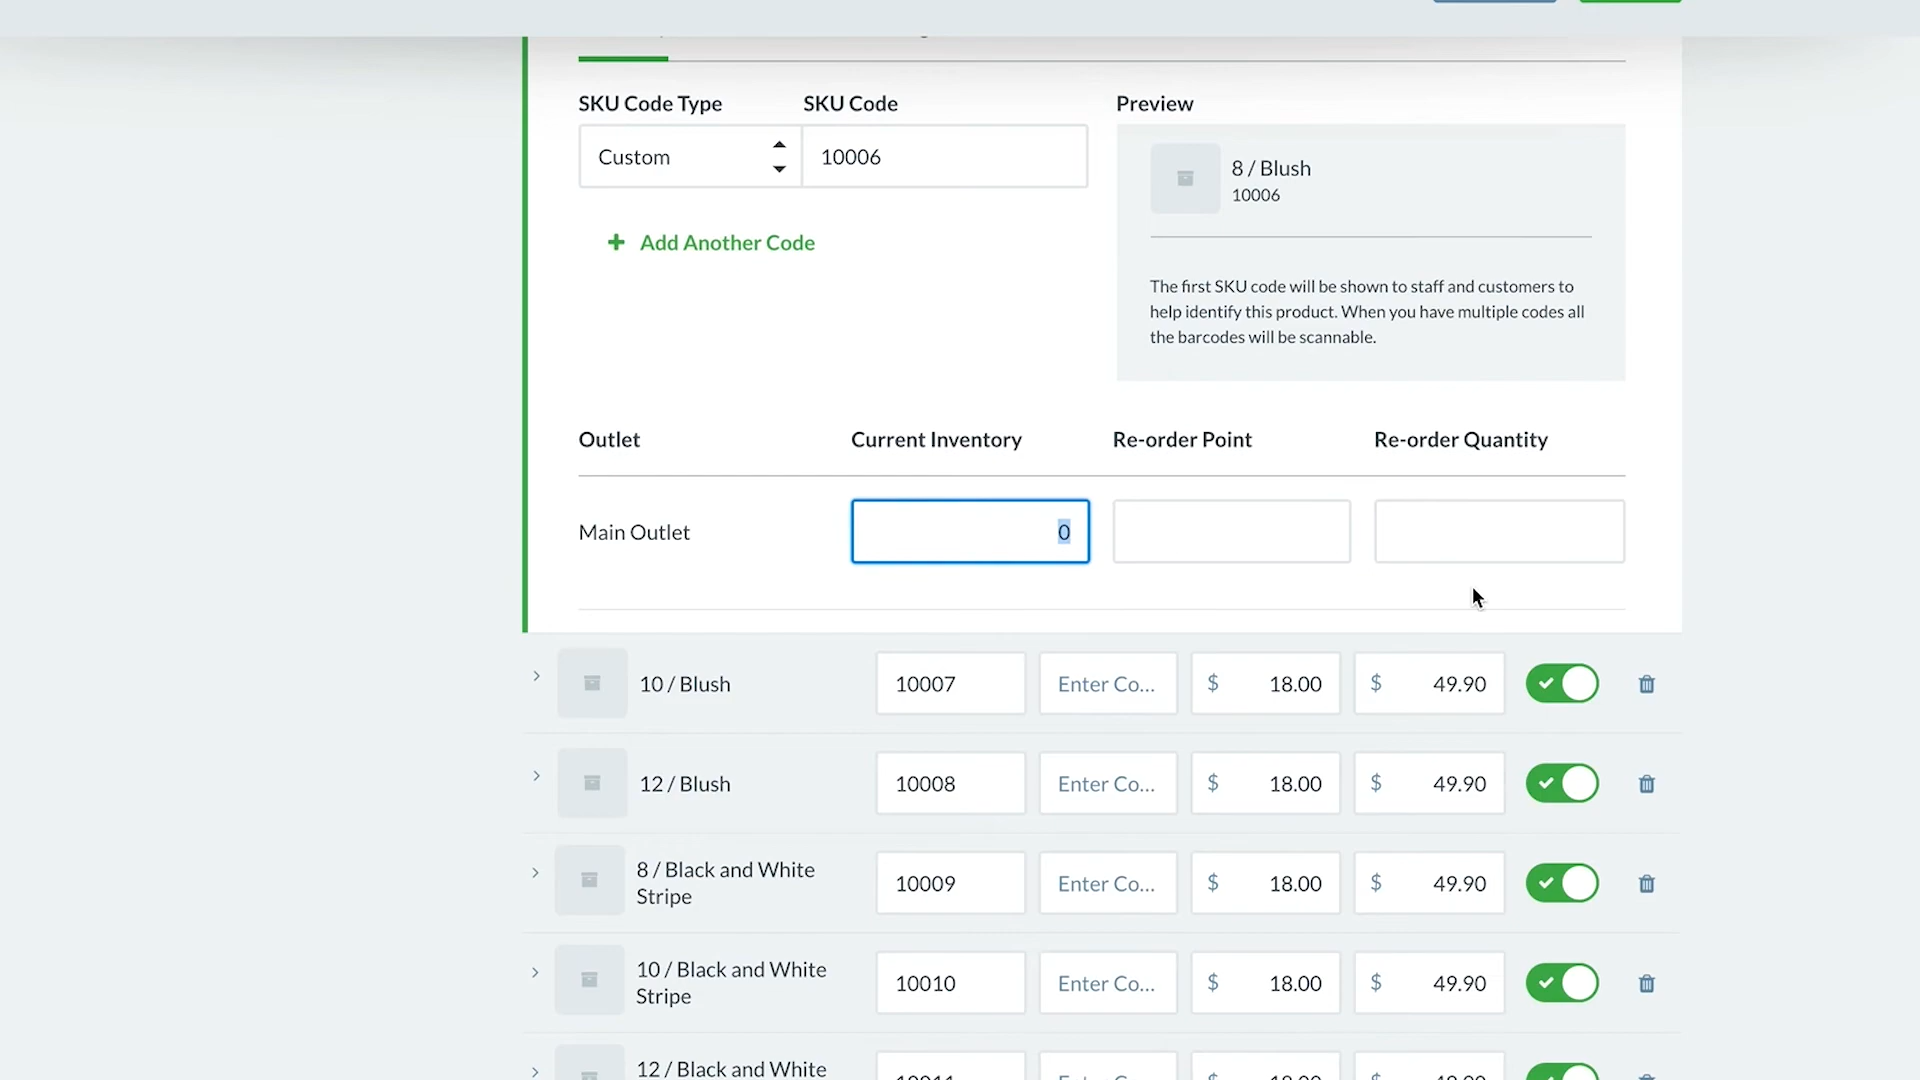 SKU Code Type SKU Code Preview
Custom 10006
8 / Blush
10006
Add Another Code
The first SKU code will be shown to staff and customers to
help identify this product. When you have multiple codes all
the barcodes will be scannable.
Outlet Current Inventory Re-order Point Re-order Quantity
Main Outlet 0
10 / Blush 10007 Enter Co... $ 18.00 $ 49.90
12 / Blush 10008 Enter Co... $ 18.00 $ 49.90
8 / Black and White
Stripe
10009 Enter Co... $ 18.00 $ 49.90
10 / Black and White
Stripe
10010 Enter Co... $ 18.00 $ 49.90
12 / Black and White